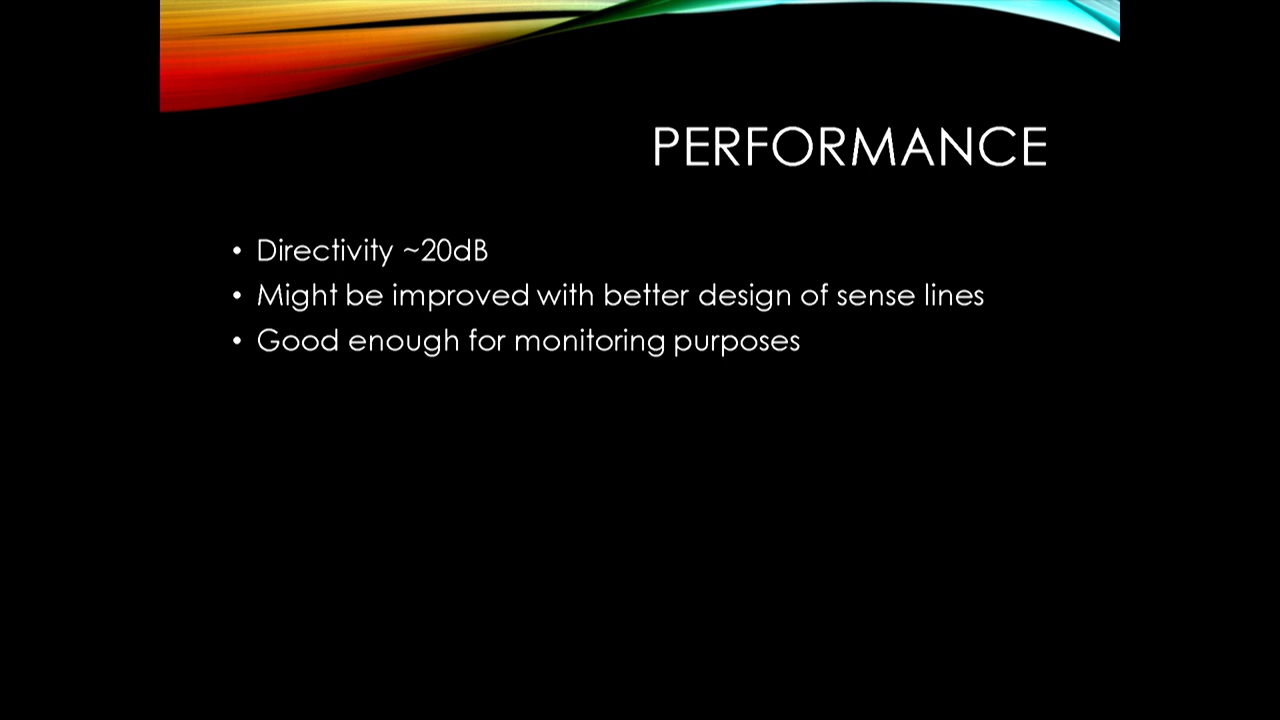 PERFORMANCE
• Directivity ~20dB
• Might be improved with better design of sense lines
• Good enough for monitoring purposes